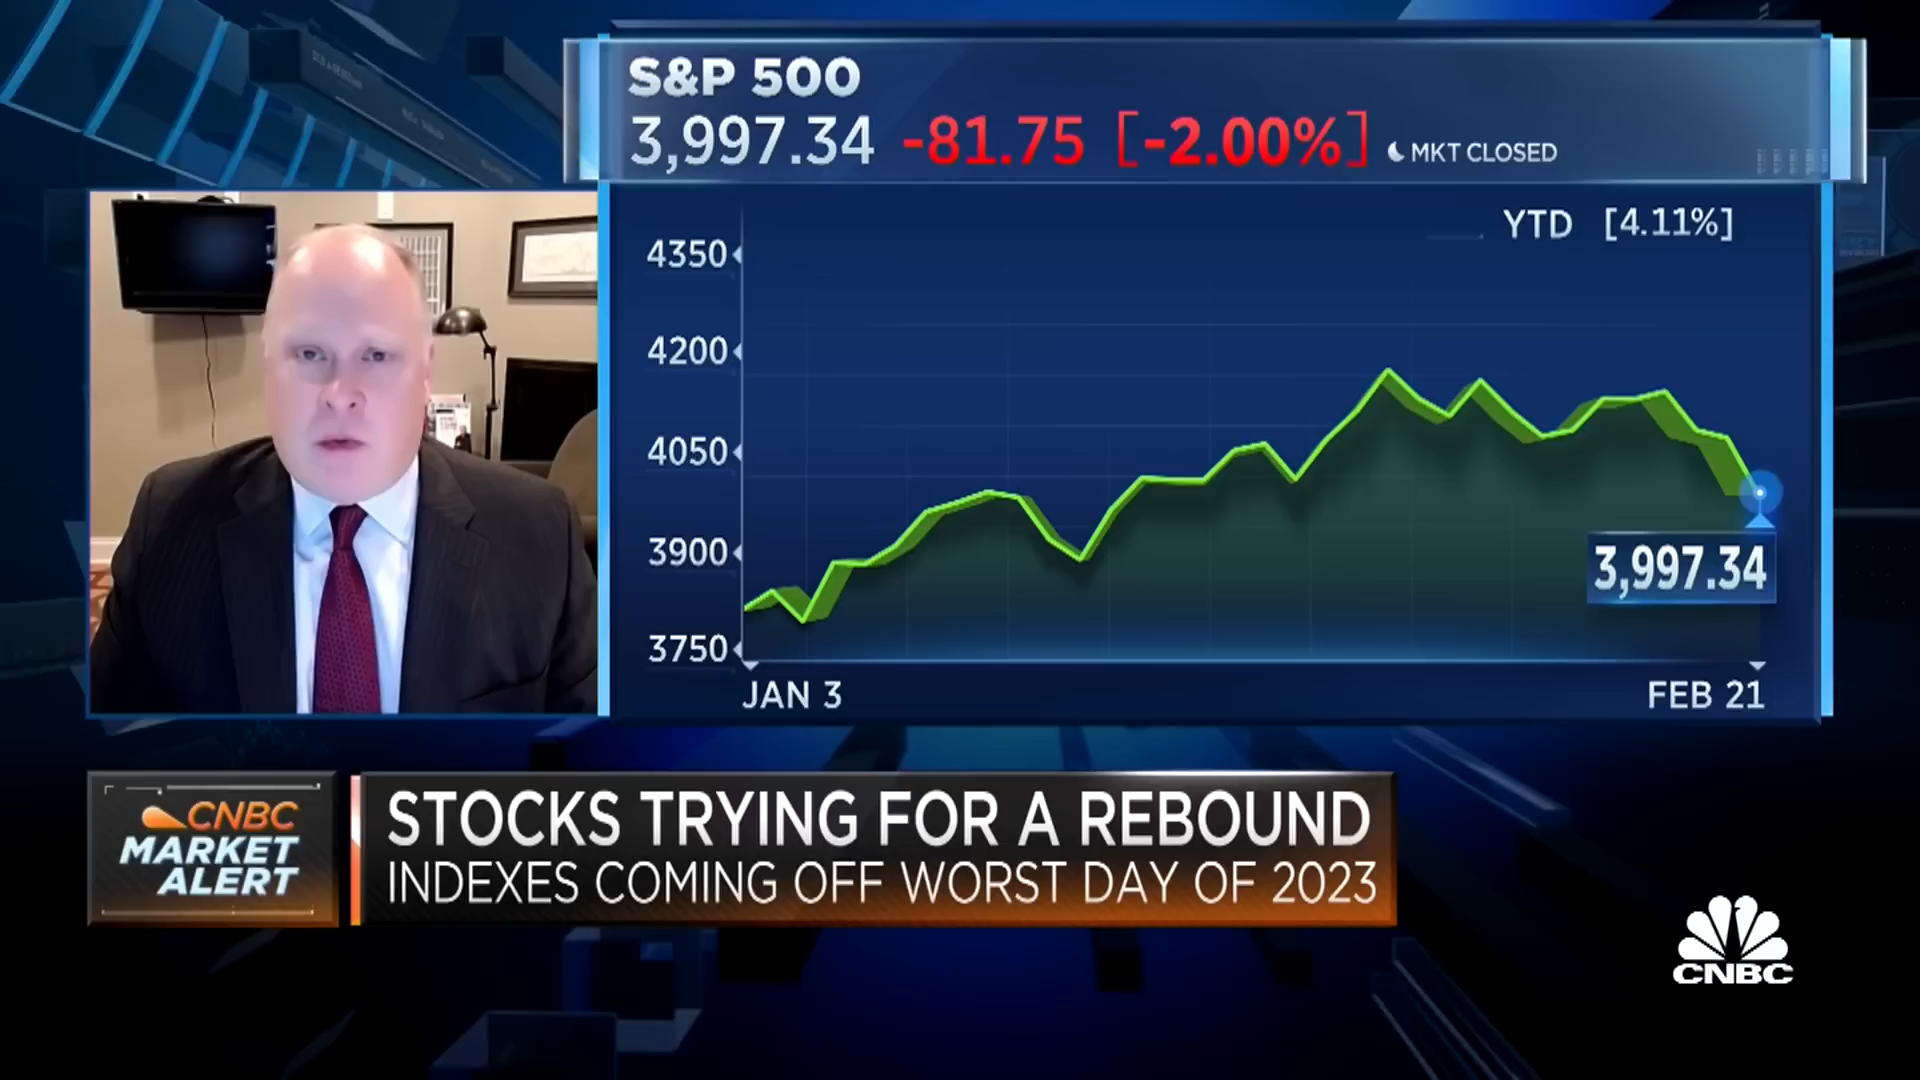 S&P 500
3,997.34 -81.75 [-2.00%] MKT CLOSED
YTD [4.11%]
4350
4200
4050
3900
3750
3,997.34
JAN 3 FEB 21
CNBC
MARKET
ALERT
STOCKS TRYING FOR A REBOUND
INDEXES COMING OFF WORST DAY OF 2023
CNBC